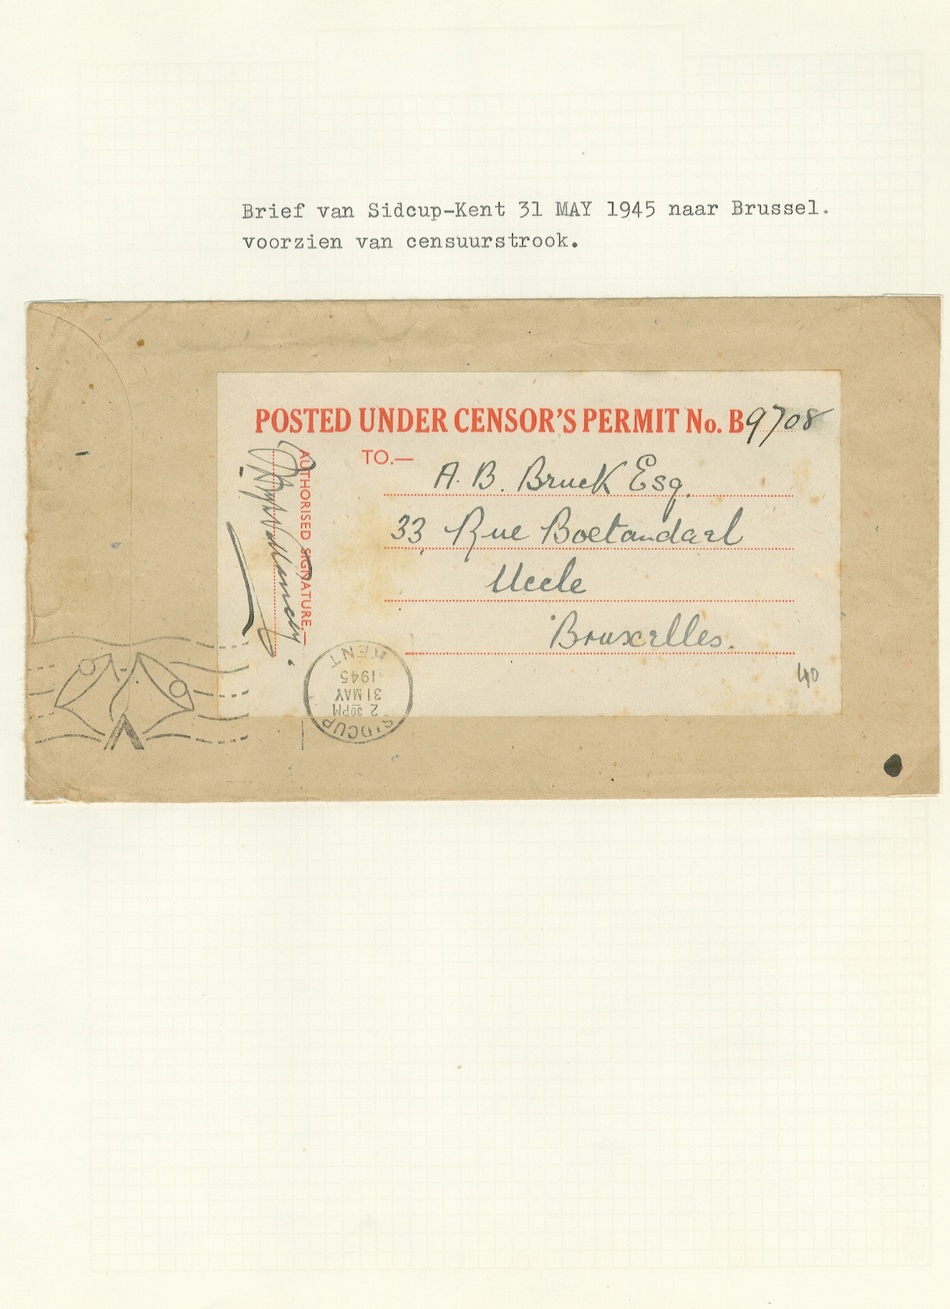 Brief van Sidcup-Kent 31 MAY 1945 naar Brussel.
voorzien van censuurstrook.
POSTED UNDER CENSOR'S PERMIT No. B9708
TO.—
A. B. Bruck Esq.
33 Rue Boetandael
Uccle
Bruxelles.
AUTHORISED SIGNATURE.—
40
SIDCUP
2 30PM
31 MAY
1945
KENT